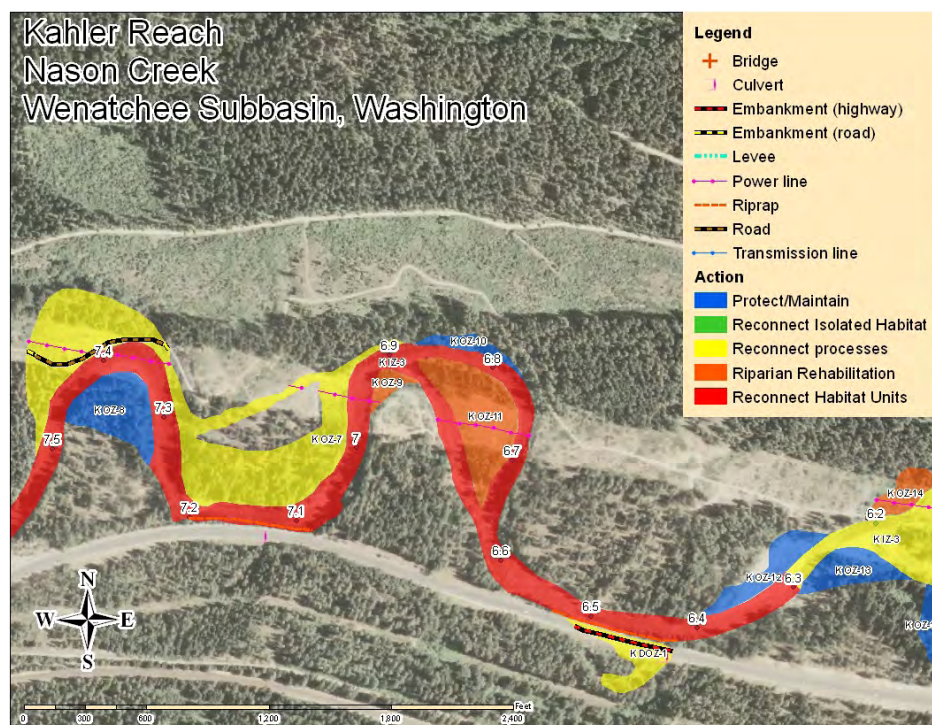 Kahler Reach
Nason Creek
Wenatchee Subbasin, Washington
Legend
Bridge
Culvert
Embankment (highway)
Embankment (road)
Levee
Power line
Riprap
Road
Transmission line
Action
Protect/Maintain
Reconnect Isolated Habitat
Reconnect processes
Riparian Rehabilitation
Reconnect Habitat Units
7.4
6.9
K OZ-10
6.8
K IZ-3
K OZ-9
K OZ-8
7.3
K OZ-11
7.5
K OZ-7
7
6.7
K OZ-14
7.2
7.1
6.2
K IZ-3
6.6
K OZ-12
6.3
K OZ-13
6.5
6.4
K DOZ-1
N
W E
S
Feet
0 300 600 1,200 1,800 2,400